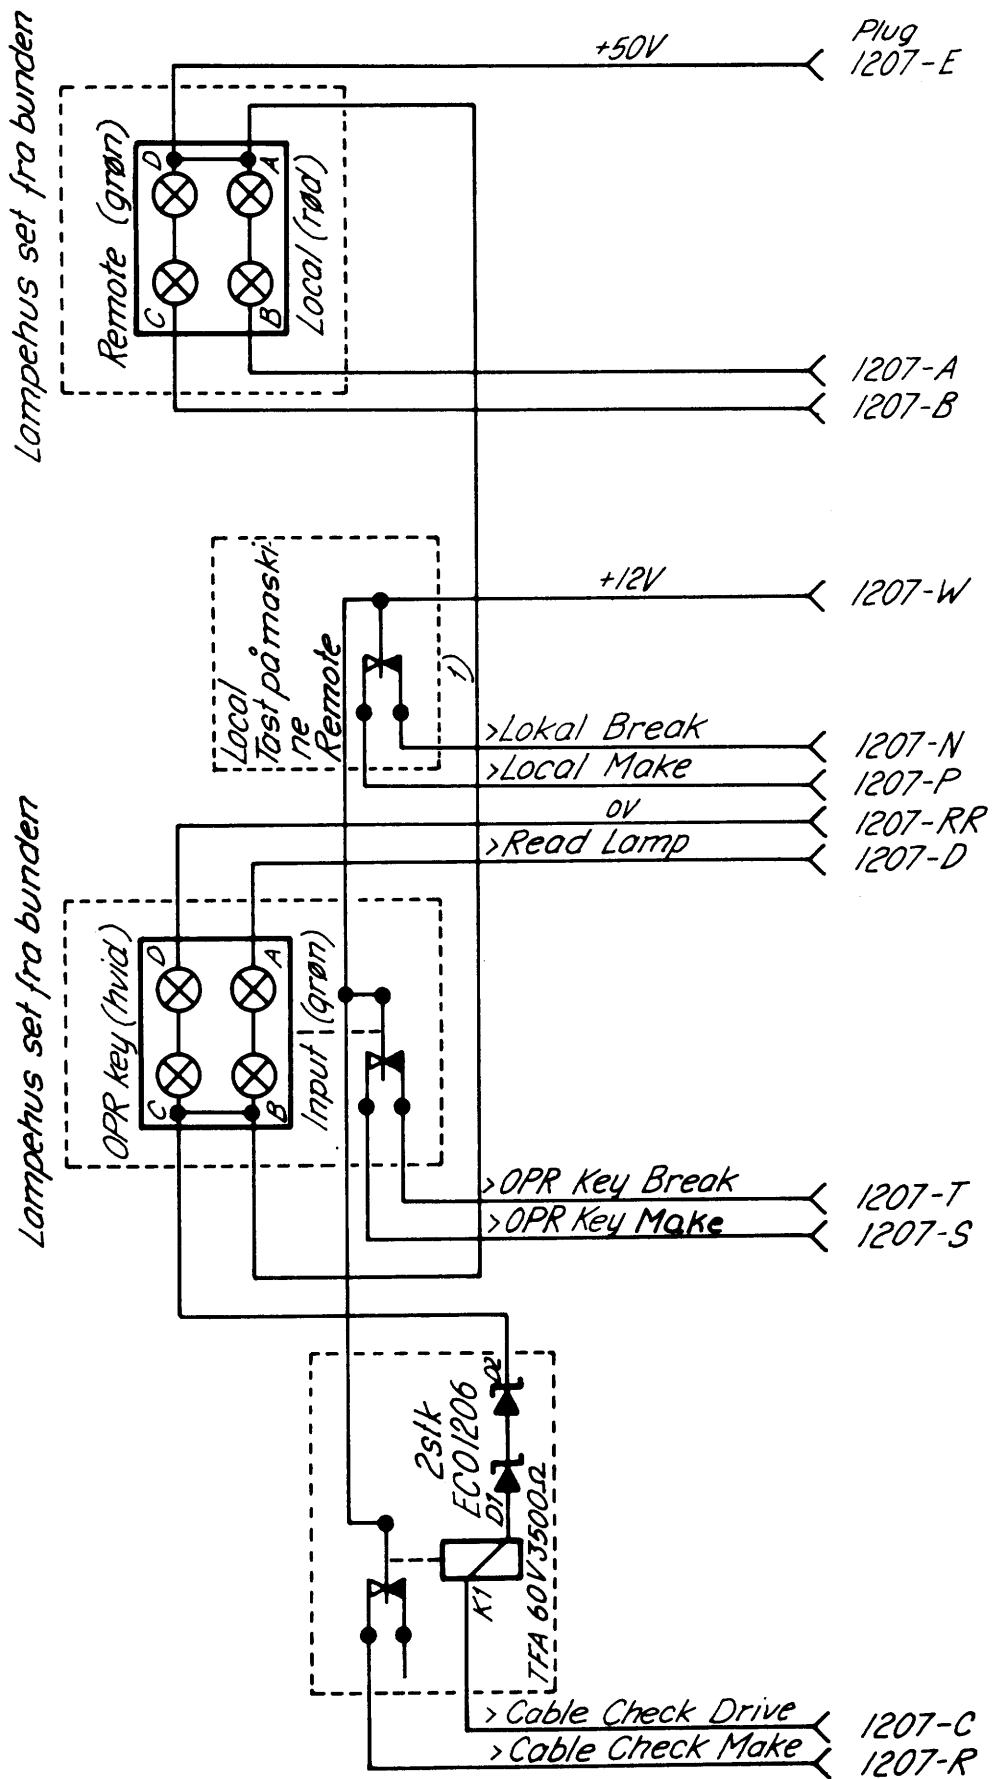 Plug
+50V
1207-E
Lampehus set fra bunden
Remote (grøn)
D
A
C
B
Local (rød)
1207-A
1207-B
+12V
1207-W
Local
Tast på maski-
ne
Remote
1)
>Lokal Break
1207-N
>Local Make
1207-P
0V
1207-RR
>Read Lamp
1207-D
Lampehus set fra bunden
OPR key (hvid)
D
A
C
B
Input (grøn)
>OPR Key Break
1207-T
>OPR Key Make
1207-S
2stk
ECO1206
D2
D1
K1
TFA 60V3500Ω
>Cable Check Drive
1207-C
>Cable Check Make
1207-R